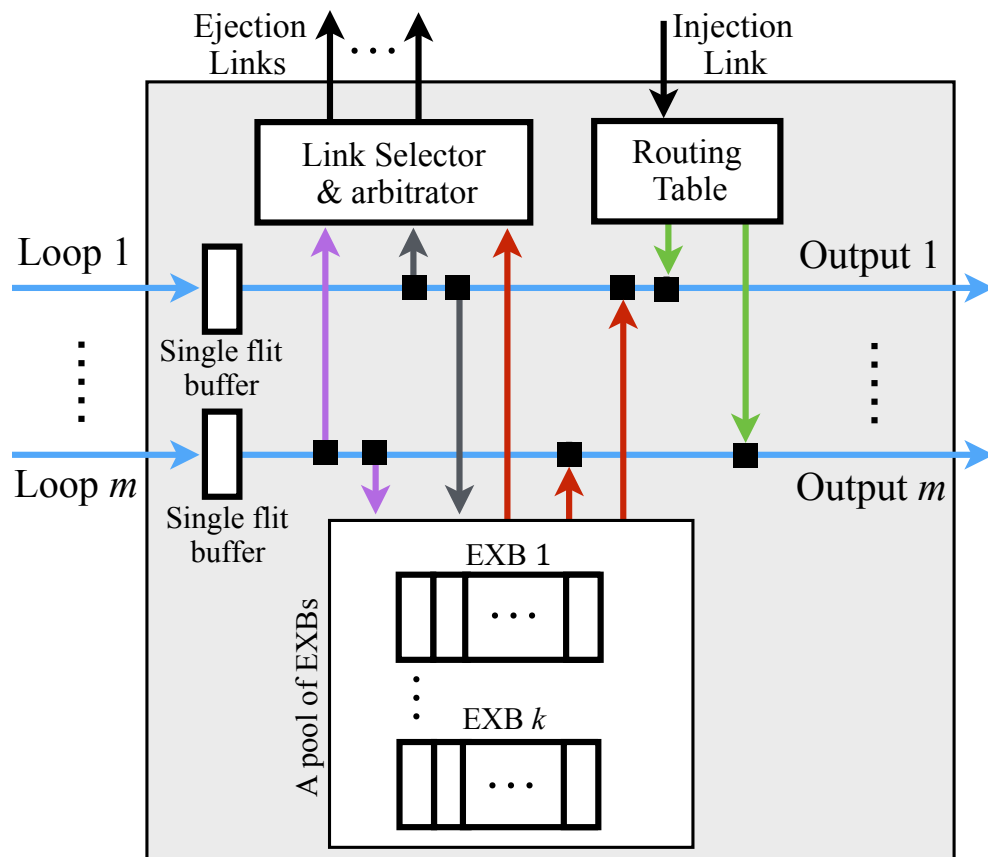 Ejection
Links
Injection
Link
Link Selector
& arbitrator
Routing
Table
Loop 1
Output 1
Single flit
buffer
Loop m
Output m
Single flit
buffer
A pool of EXBs
EXB 1
EXB k